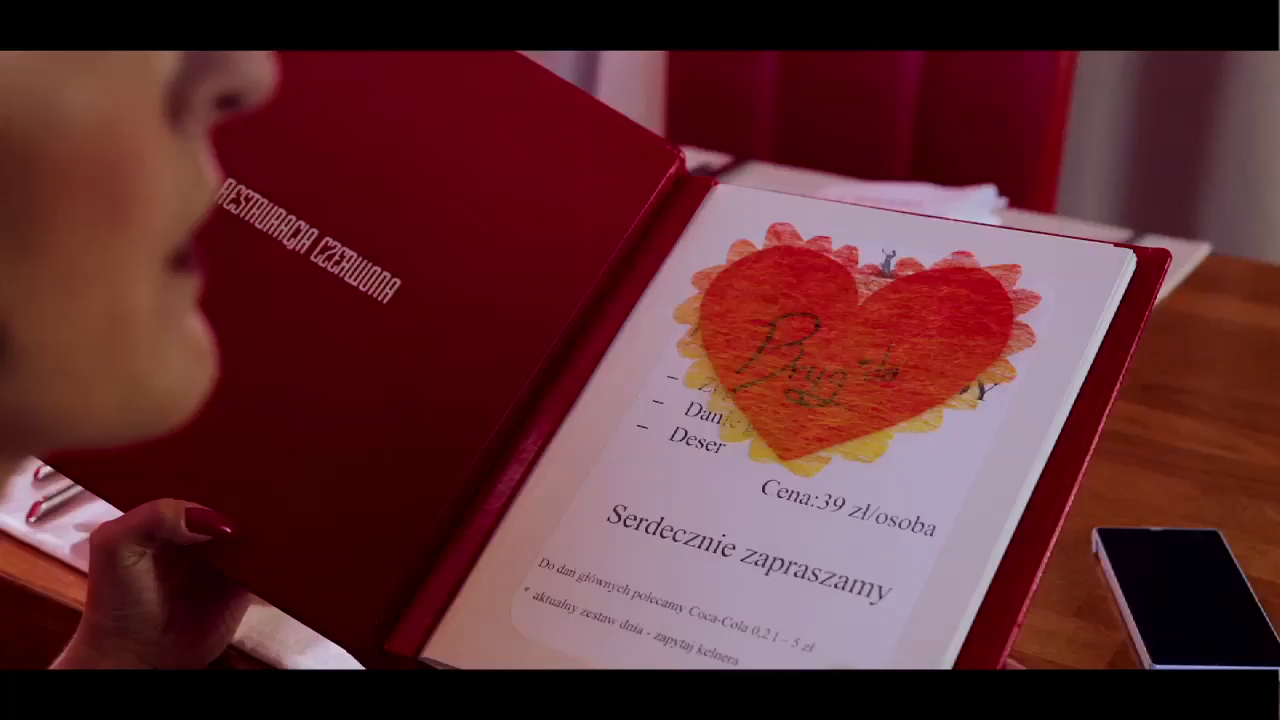 RESTAURACJA CZERWONA
- Danie
- Deser
Cena:39 zł/osoba
Serdecznie zapraszamy
Do dań głównych polecamy Coca-Cola 0,2 l – 5 zł
* aktualny zestaw dnia - zapytaj kelnera